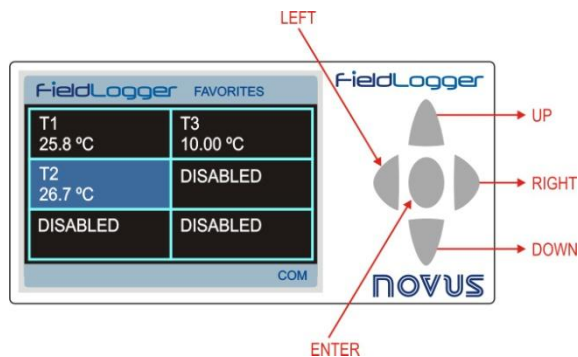 LEFT
FieldLogger FAVORITES
T1
25.8 ºC
T3
10.00 ºC
T2
26.7 ºC
DISABLED
DISABLED
DISABLED
COM
FieldLogger
UP
RIGHT
DOWN
NOVUS
ENTER